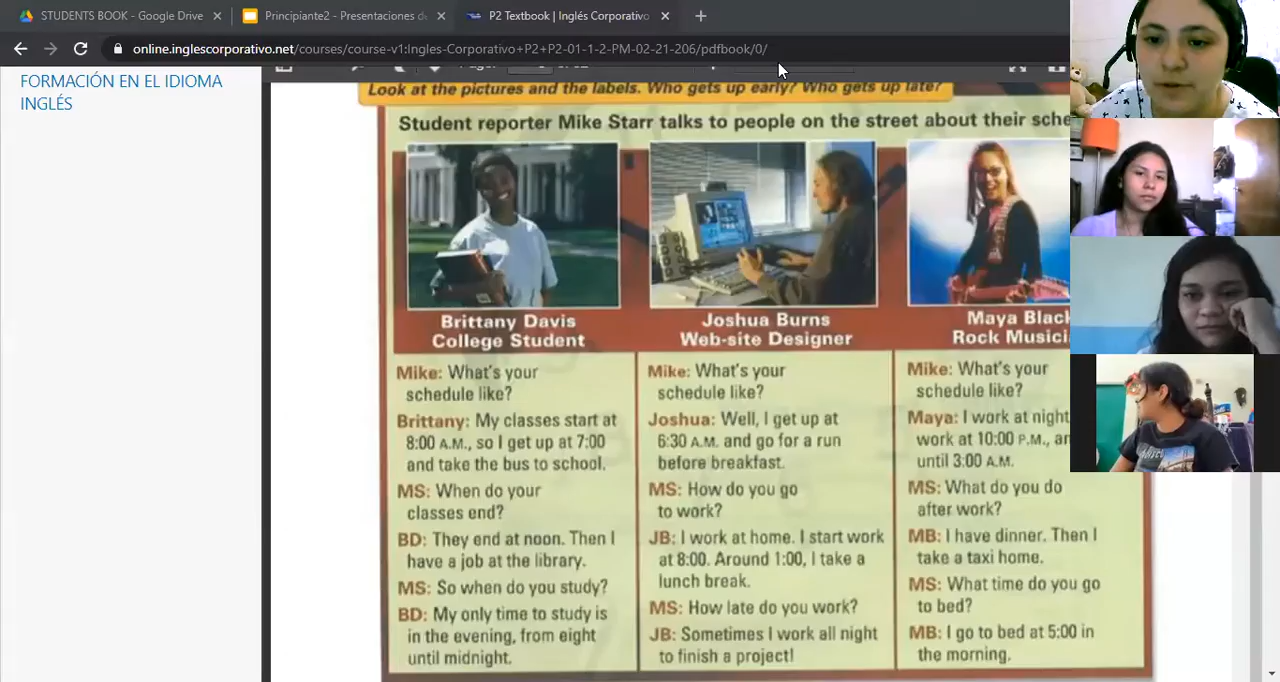 STUDENTS BOOK - Google Drive
Principiante2 - Presentaciones de
P2 Textbook | Inglés Corporativo
online.inglescorporativo.net/courses/course-v1:Ingles-Corporativo+P2+P2-01-1-2-PM-02-21-206/pdfbook/0/
FORMACIÓN EN EL IDIOMA
INGLÉS
Look at the pictures and the labels. Who gets up early? Who gets up late?
Student reporter Mike Starr talks to people on the street about their sche
Brittany Davis
College Student
Mike: What's your
schedule like?
Brittany: My classes start at
8:00 A.M., so I get up at 7:00
and take the bus to school.
MS: When do your
classes end?
BD: They end at noon. Then I
have a job at the library.
MS: So when do you study?
BD: My only time to study is
in the evening, from eight
until midnight.
Joshua Burns
Web-site Designer
Mike: What's your
schedule like?
Joshua: Well, I get up at
6:30 A.M. and go for a run
before breakfast.
MS: How do you go
to work?
JB: I work at home. I start work
at 8:00. Around 1:00, I take a
lunch break.
MS: How late do you work?
JB: Sometimes I work all night
to finish a project!
Maya Black
Rock Musici
Mike: What's your
schedule like?
Maya: I work at night
work at 10:00 P.M., an
until 3:00 A.M.
MS: What do you do
after work?
MB: I have dinner. Then I
take a taxi home.
MS: What time do you go
to bed?
MB: I go to bed at 5:00 in
the morning.